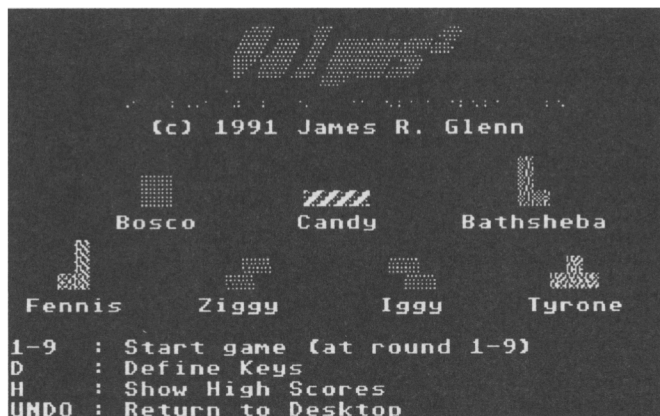 Valgus²
(c) 1991 James R. Glenn
Bosco Candy Bathsheba
Fennis Ziggy Iggy Tyrone
1-9 : Start game (at round 1-9)
D : Define Keys
H : Show High Scores
UNDO : Return to Desktop